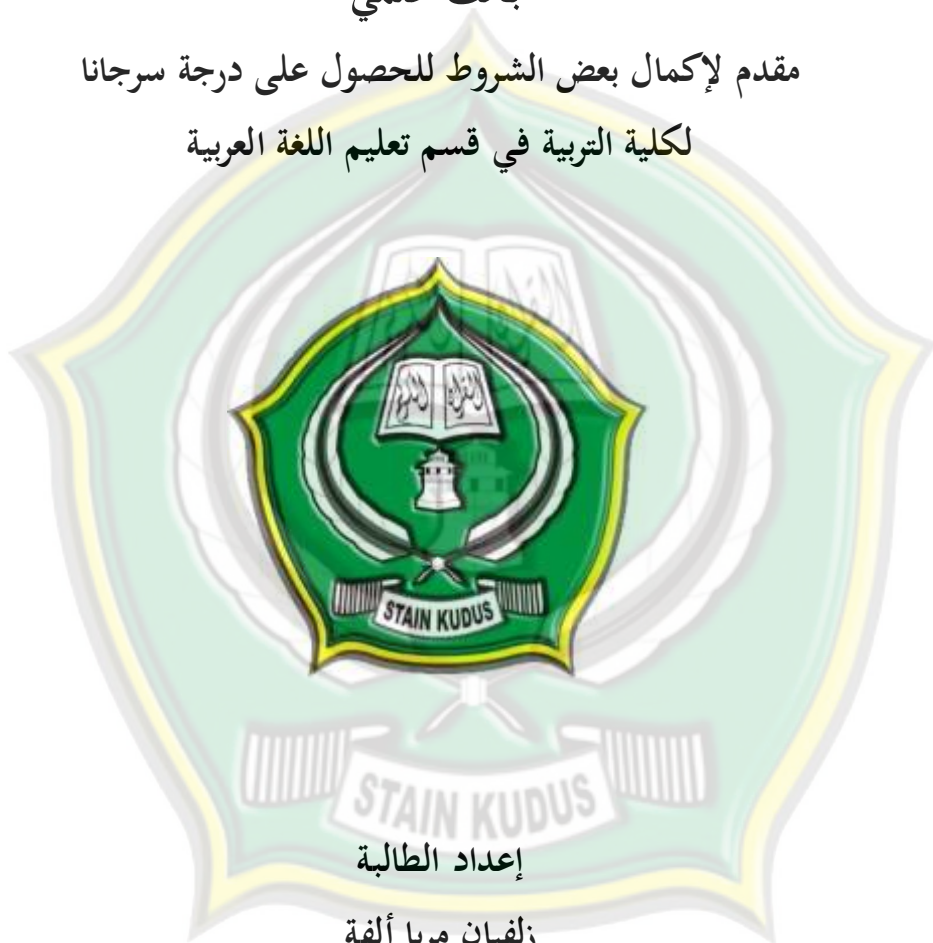 مقدم لإكمال بعض الشروط للحصول على درجة سرجانا
لكلية التربية في قسم تعليم اللغة العربية
STAIN KUDUS
STAIN KUDUS
إعداد الطالبة